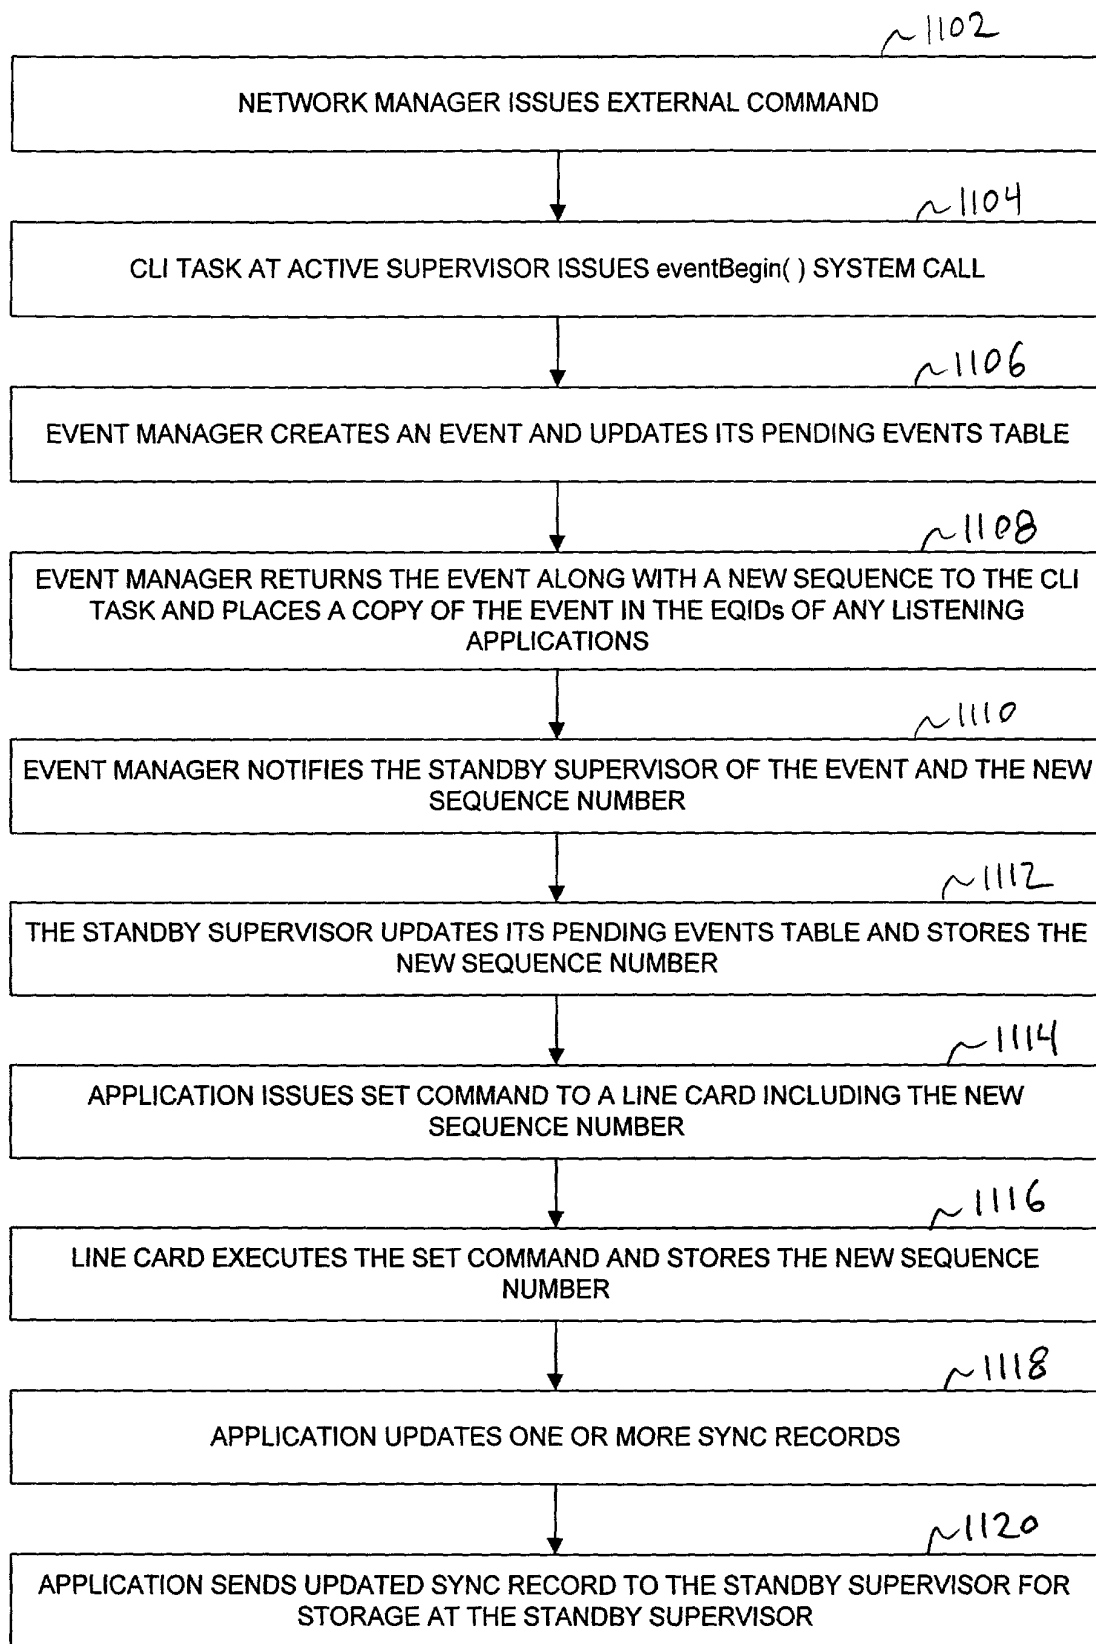 ~1102
NETWORK MANAGER ISSUES EXTERNAL COMMAND
~1104
CLI TASK AT ACTIVE SUPERVISOR ISSUES eventBegin( ) SYSTEM CALL
~1106
EVENT MANAGER CREATES AN EVENT AND UPDATES ITS PENDING EVENTS TABLE
~1108
EVENT MANAGER RETURNS THE EVENT ALONG WITH A NEW SEQUENCE TO THE CLI
TASK AND PLACES A COPY OF THE EVENT IN THE EQIDs OF ANY LISTENING
APPLICATIONS
~1110
EVENT MANAGER NOTIFIES THE STANDBY SUPERVISOR OF THE EVENT AND THE NEW
SEQUENCE NUMBER
~1112
THE STANDBY SUPERVISOR UPDATES ITS PENDING EVENTS TABLE AND STORES THE
NEW SEQUENCE NUMBER
~1114
APPLICATION ISSUES SET COMMAND TO A LINE CARD INCLUDING THE NEW
SEQUENCE NUMBER
~1116
LINE CARD EXECUTES THE SET COMMAND AND STORES THE NEW SEQUENCE
NUMBER
~1118
APPLICATION UPDATES ONE OR MORE SYNC RECORDS
~1120
APPLICATION SENDS UPDATED SYNC RECORD TO THE STANDBY SUPERVISOR FOR
STORAGE AT THE STANDBY SUPERVISOR